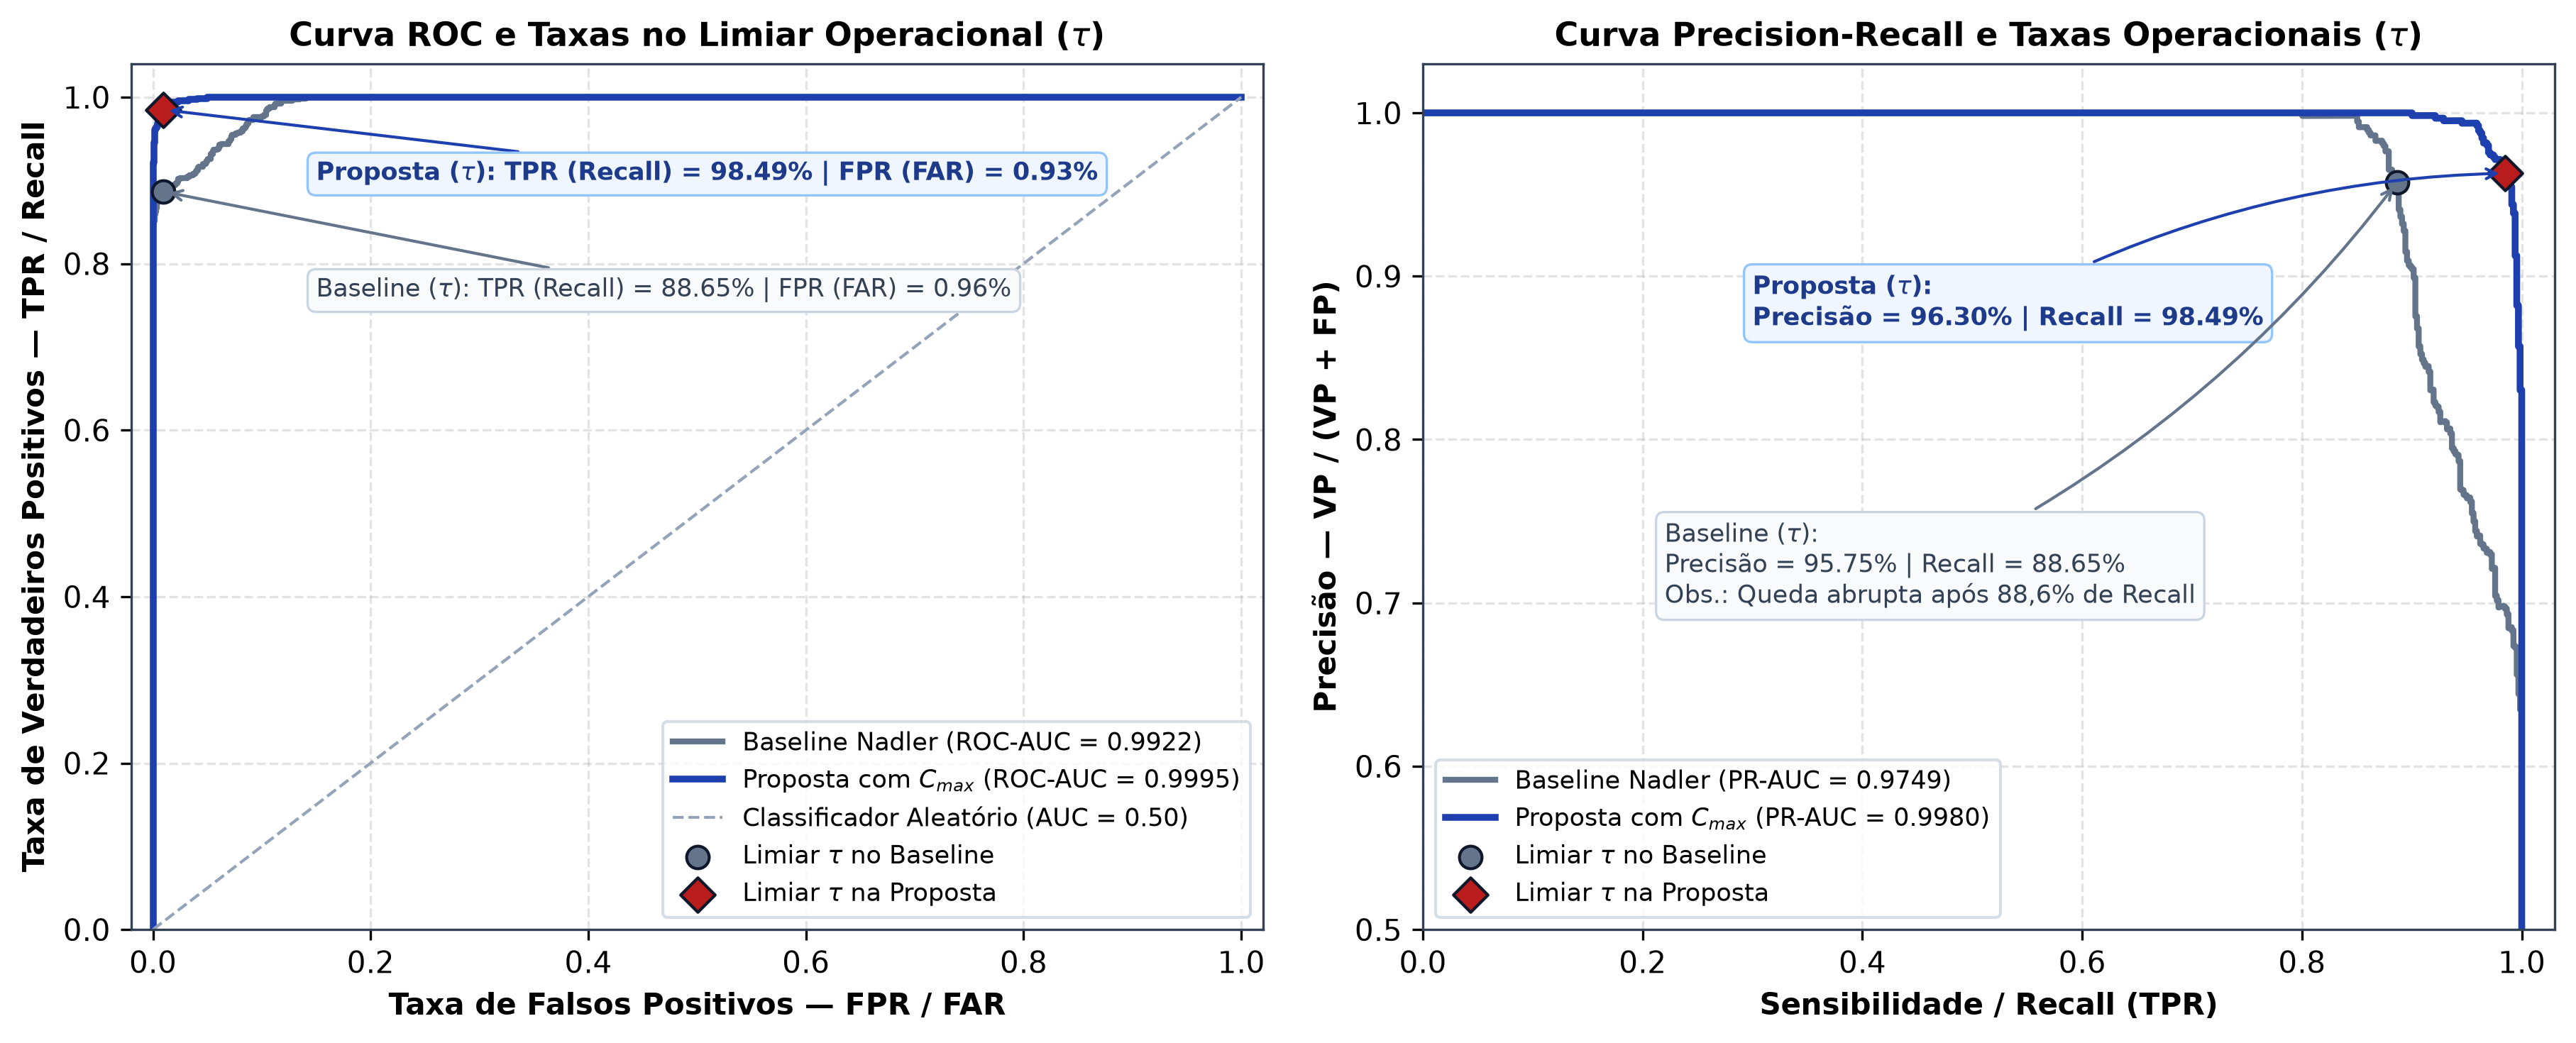 Curva ROC e Taxas no Limiar Operacional (τ)
Taxa de Verdadeiros Positivos — TPR / Recall
1.0
0.8
0.6
0.4
0.2
0.0
Proposta (τ): TPR (Recall) = 98.49% | FPR (FAR) = 0.93%
Baseline (τ): TPR (Recall) = 88.65% | FPR (FAR) = 0.96%
Baseline Nadler (ROC-AUC = 0.9922)
Proposta com Cmax (ROC-AUC = 0.9995)
Classificador Aleatório (AUC = 0.50)
Limiar τ no Baseline
Limiar τ na Proposta
0.0 0.2 0.4 0.6 0.8 1.0
Taxa de Falsos Positivos — FPR / FAR
Curva Precision-Recall e Taxas Operacionais (τ)
Precisão — VP / (VP + FP)
1.0
0.9
0.8
0.7
0.6
0.5
Proposta (τ):
Precisão = 96.30% | Recall = 98.49%
Baseline (τ):
Precisão = 95.75% | Recall = 88.65%
Obs.: Queda abrupta após 88,6% de Recall
Baseline Nadler (PR-AUC = 0.9749)
Proposta com Cmax (PR-AUC = 0.9980)
Limiar τ no Baseline
Limiar τ na Proposta
0.0 0.2 0.4 0.6 0.8 1.0
Sensibilidade / Recall (TPR)